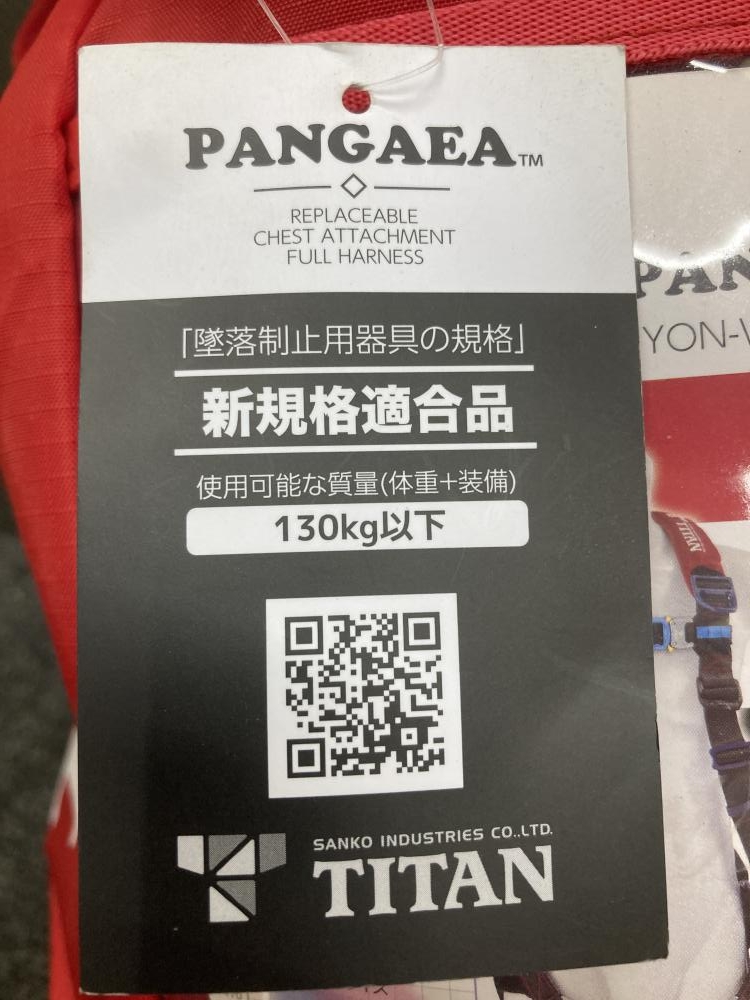 PANGAEA™
REPLACEABLE
CHEST ATTACHMENT
FULL HARNESS
「墜落制止用器具の規格」
新規格適合品
使用可能な質量(体重+装備)
130kg以下
SANKO INDUSTRIES CO.,LTD.
TITAN
PAN
YON-
TITAN